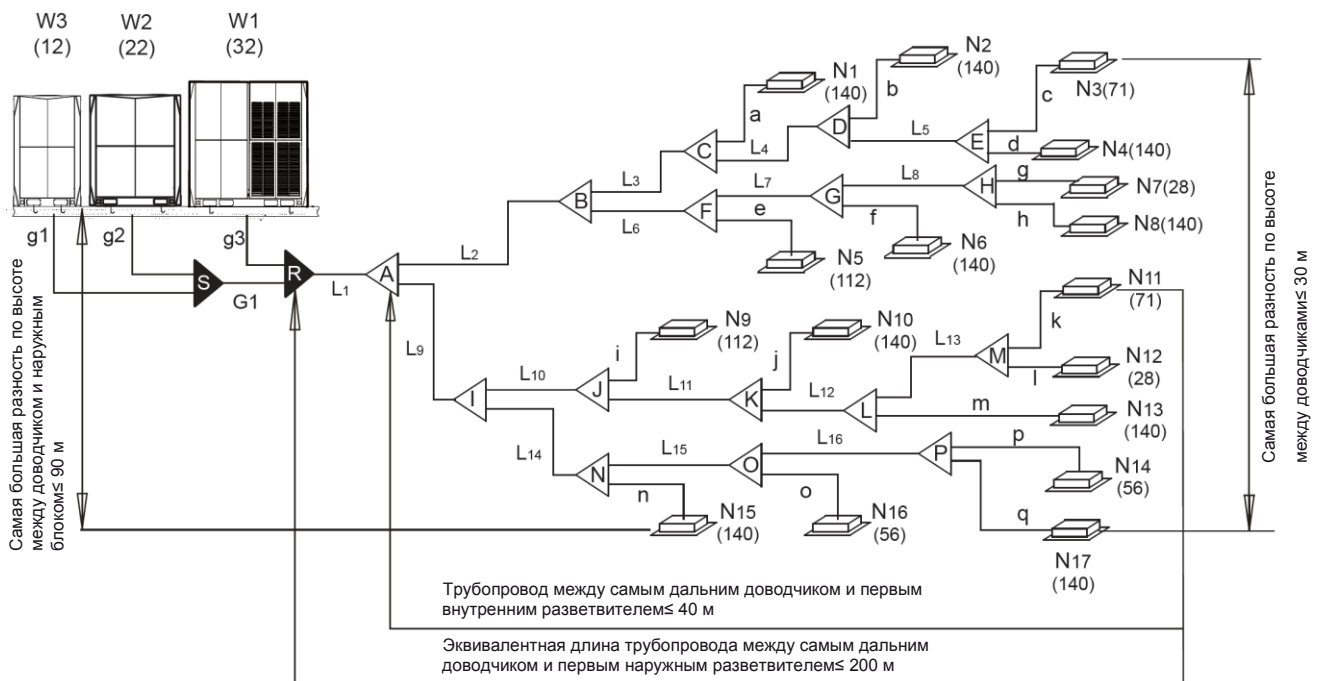 W3
(12)
W2
(22)
W1
(32)
g1
g2
g3
S
G1
R
L1
A
L2
L9
B
L3
L6
C
a
N1
(140)
L4
D
b
N2
(140)
L5
E
c
N3(71)
d
N4(140)
F
L7
e
N5
(112)
G
L8
f
N6
(140)
H
g
N7(28)
h
N8(140)
I
L10
L14
J
i
N9
(112)
L11
K
j
N10
(140)
L12
L
L13
M
k
N11
(71)
l
N12
(28)
m
N13
(140)
N
L15
n
N15
(140)
O
L16
o
N16
(56)
P
p
N14
(56)
q
N17
(140)
Самая большая разность по высоте
между доводчиком и наружным
блоком≤ 90 м
Самая большая разность по высоте
между доводчиками≤ 30 м
Трубопровод между самым дальним доводчиком и первым
внутренним разветвителем≤ 40 м
Эквивалентная длина трубопровода между самым дальним
доводчиком и первым наружным разветвителем≤ 200 м